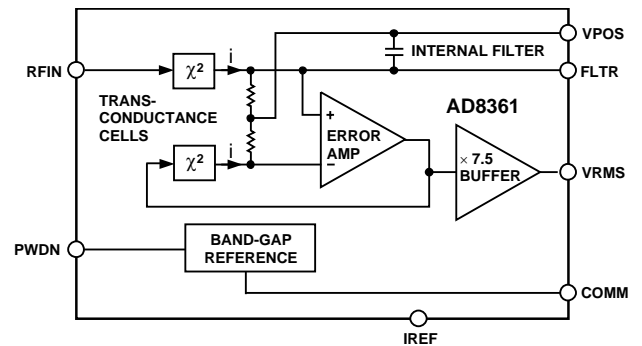 VPOS
i
INTERNAL FILTER
RFIN
χ²
FLTR
TRANS-
CONDUCTANCE
CELLS
AD8361
+
ERROR
AMP
–
i
χ²
× 7.5
BUFFER
VRMS
BAND-GAP
REFERENCE
PWDN
COMM
IREF